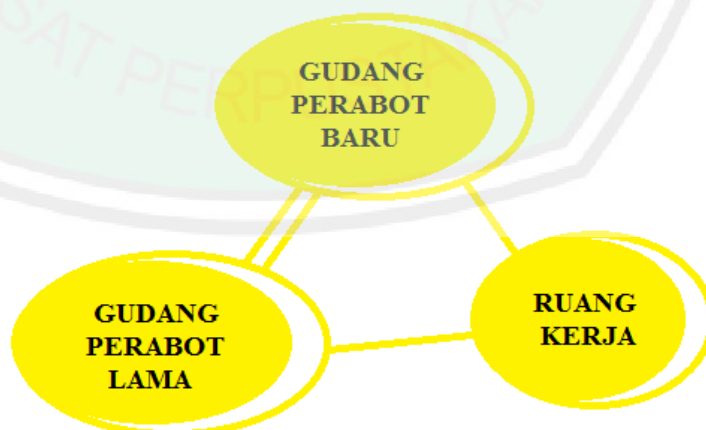 GUDANG
PERABOT
BARU
GUDANG
PERABOT
LAMA
RUANG
KERJA